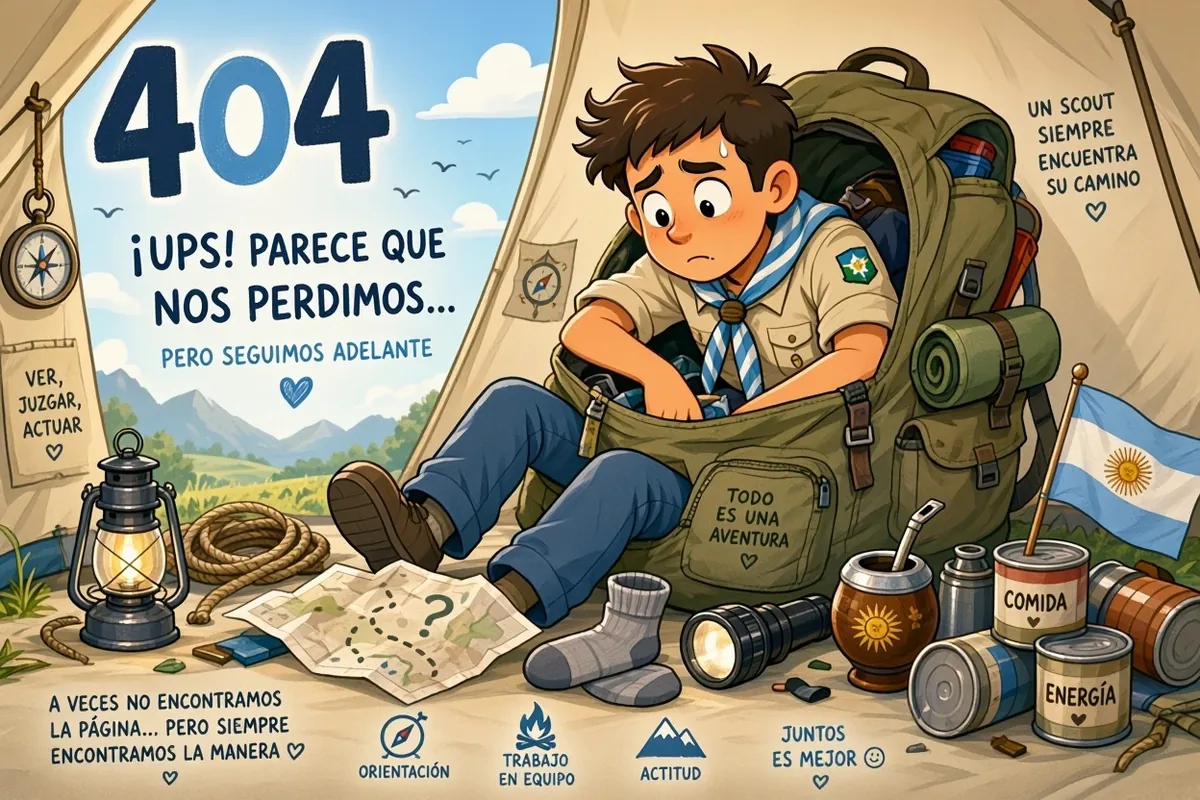 404
¡UPS! PARECE QUE
NOS PERDIMOS...
PERO SEGUIMOS ADELANTE
UN SCOUT
SIEMPRE
ENCUENTRA
SU CAMINO
VER,
JUZGAR,
ACTUAR
TODO
ES UNA
AVENTURA
?
COMIDA
ENERGÍA
A VECES NO ENCONTRAMOS
LA PÁGINA... PERO SIEMPRE
ENCONTRAMOS LA MANERA
ORIENTACIÓN
TRABAJO
EN EQUIPO
ACTITUD
JUNTOS
ES MEJOR